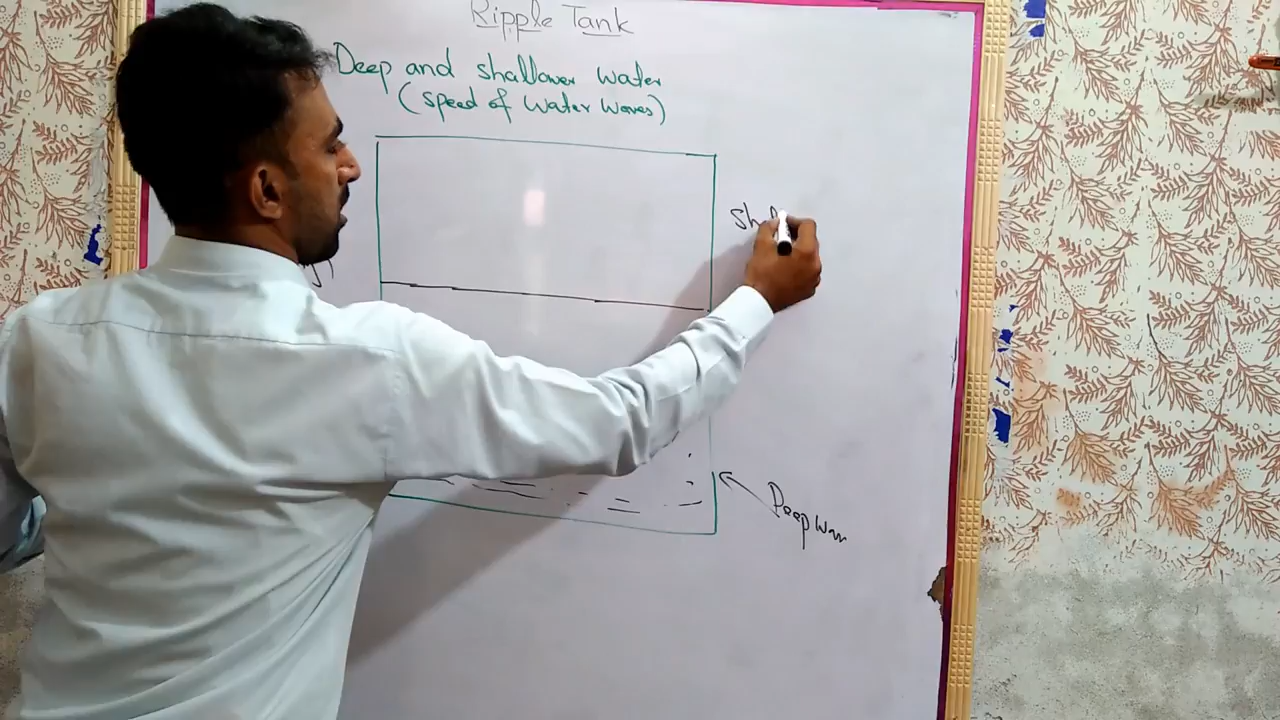 Ripple Tank
Deep and shallower water
(speed of water waves)
Sh
Deep wa